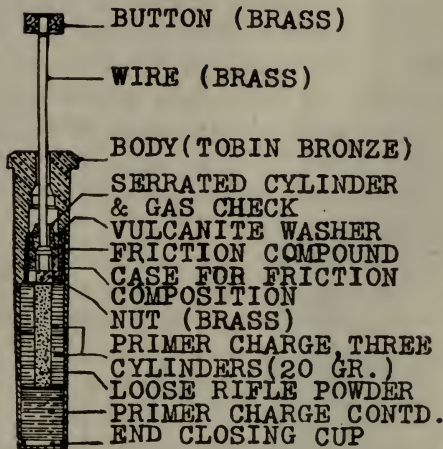 BUTTON (BRASS)
WIRE (BRASS)
BODY(TOBIN BRONZE)
SERRATED CYLINDER
& GAS CHECK
VULCANITE WASHER
FRICTION COMPOUND
CASE FOR FRICTION
COMPOSITION
NUT (BRASS)
PRIMER CHARGE, THREE
CYLINDERS(20 GR.)
LOOSE RIFLE POWDER
PRIMER CHARGE CONTD.
END CLOSING CUP